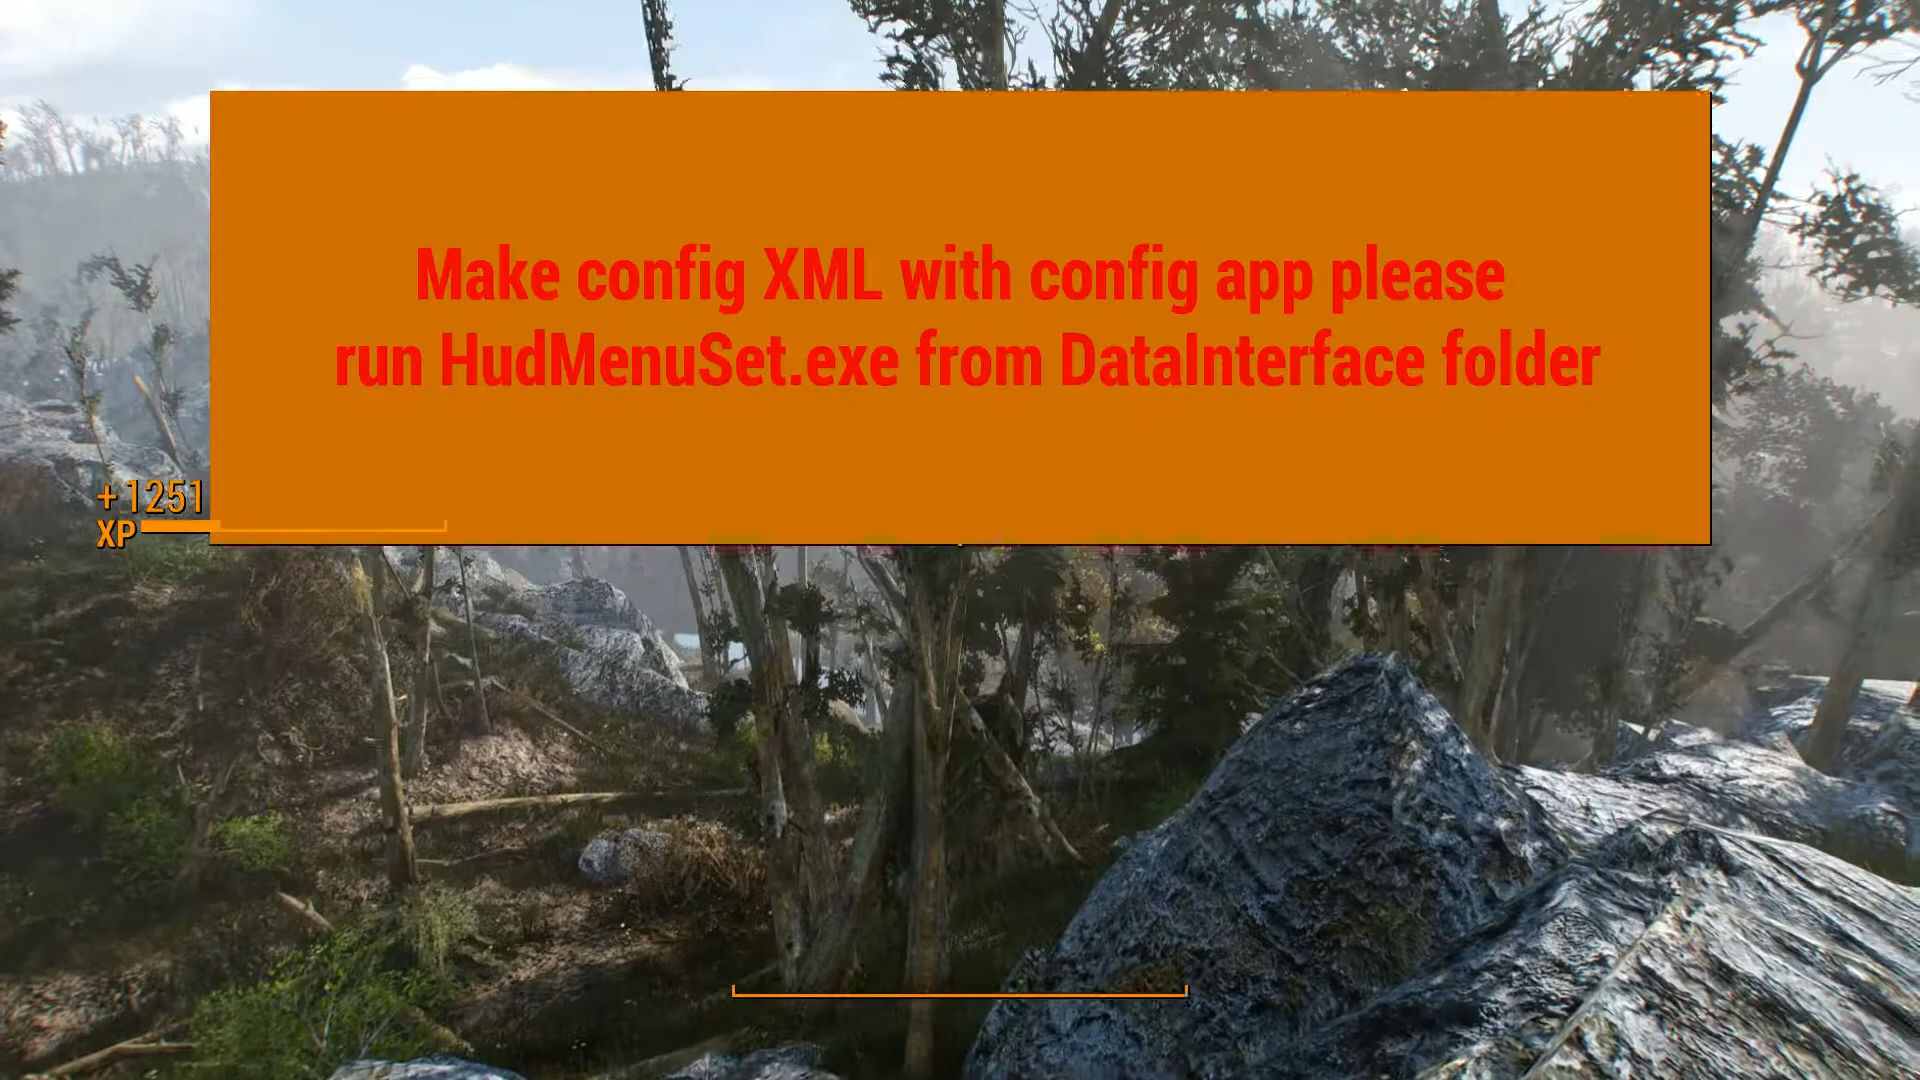 Make config XML with config app please
run HudMenuSet.exe from DataInterface folder
+1251
XP